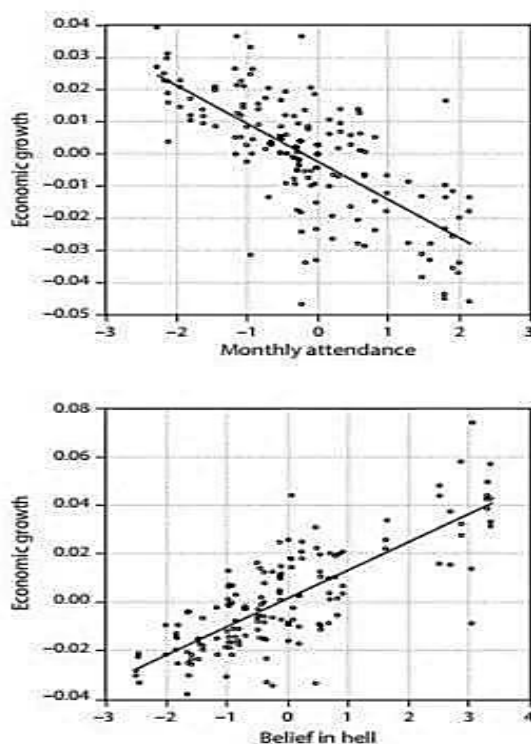 0.04
0.03
0.02
0.01
0.00
−0.01
−0.02
−0.03
−0.04
−0.05
Economic growth
−3 −2 −1 0 1 2 3
Monthly attendance
0.08
0.06
0.04
0.02
0.00
−0.02
−0.04
Economic growth
−3 −2 −1 0 1 2 3 4
Belief in hell